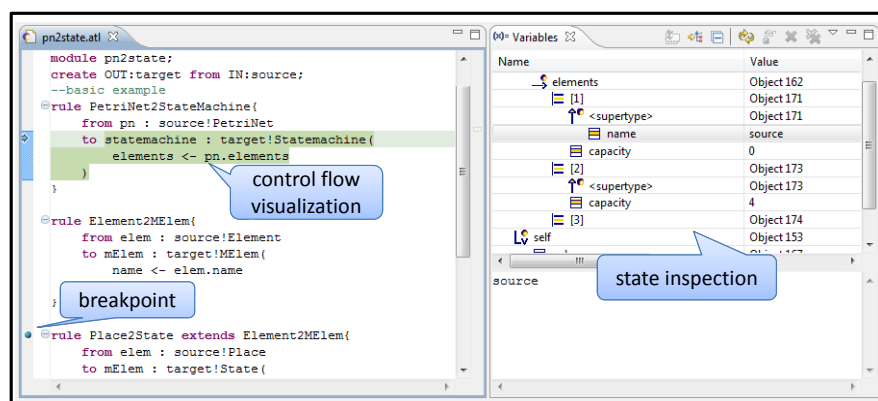 pn2state.atl
module pn2state;
create OUT:target from IN:source;
--basic example
rule PetriNet2StateMachine{
from pn : source!PetriNet
to statemachine : target!Statemachine(
elements <- pn.elements
)
}
control flow
visualization
rule Element2MElem{
from elem : source!Element
to mElem : target!MElem(
name <- elem.name
}
breakpoint
rule Place2State extends Element2MElem{
from elem : source!Place
to mElem : target!State(
(x)= Variables
Name Value
elements Object 162
[1] Object 171
<supertype> Object 171
name source
capacity 0
[2] Object 173
<supertype> Object 173
capacity 4
[3] Object 174
self Object 153
state inspection
source